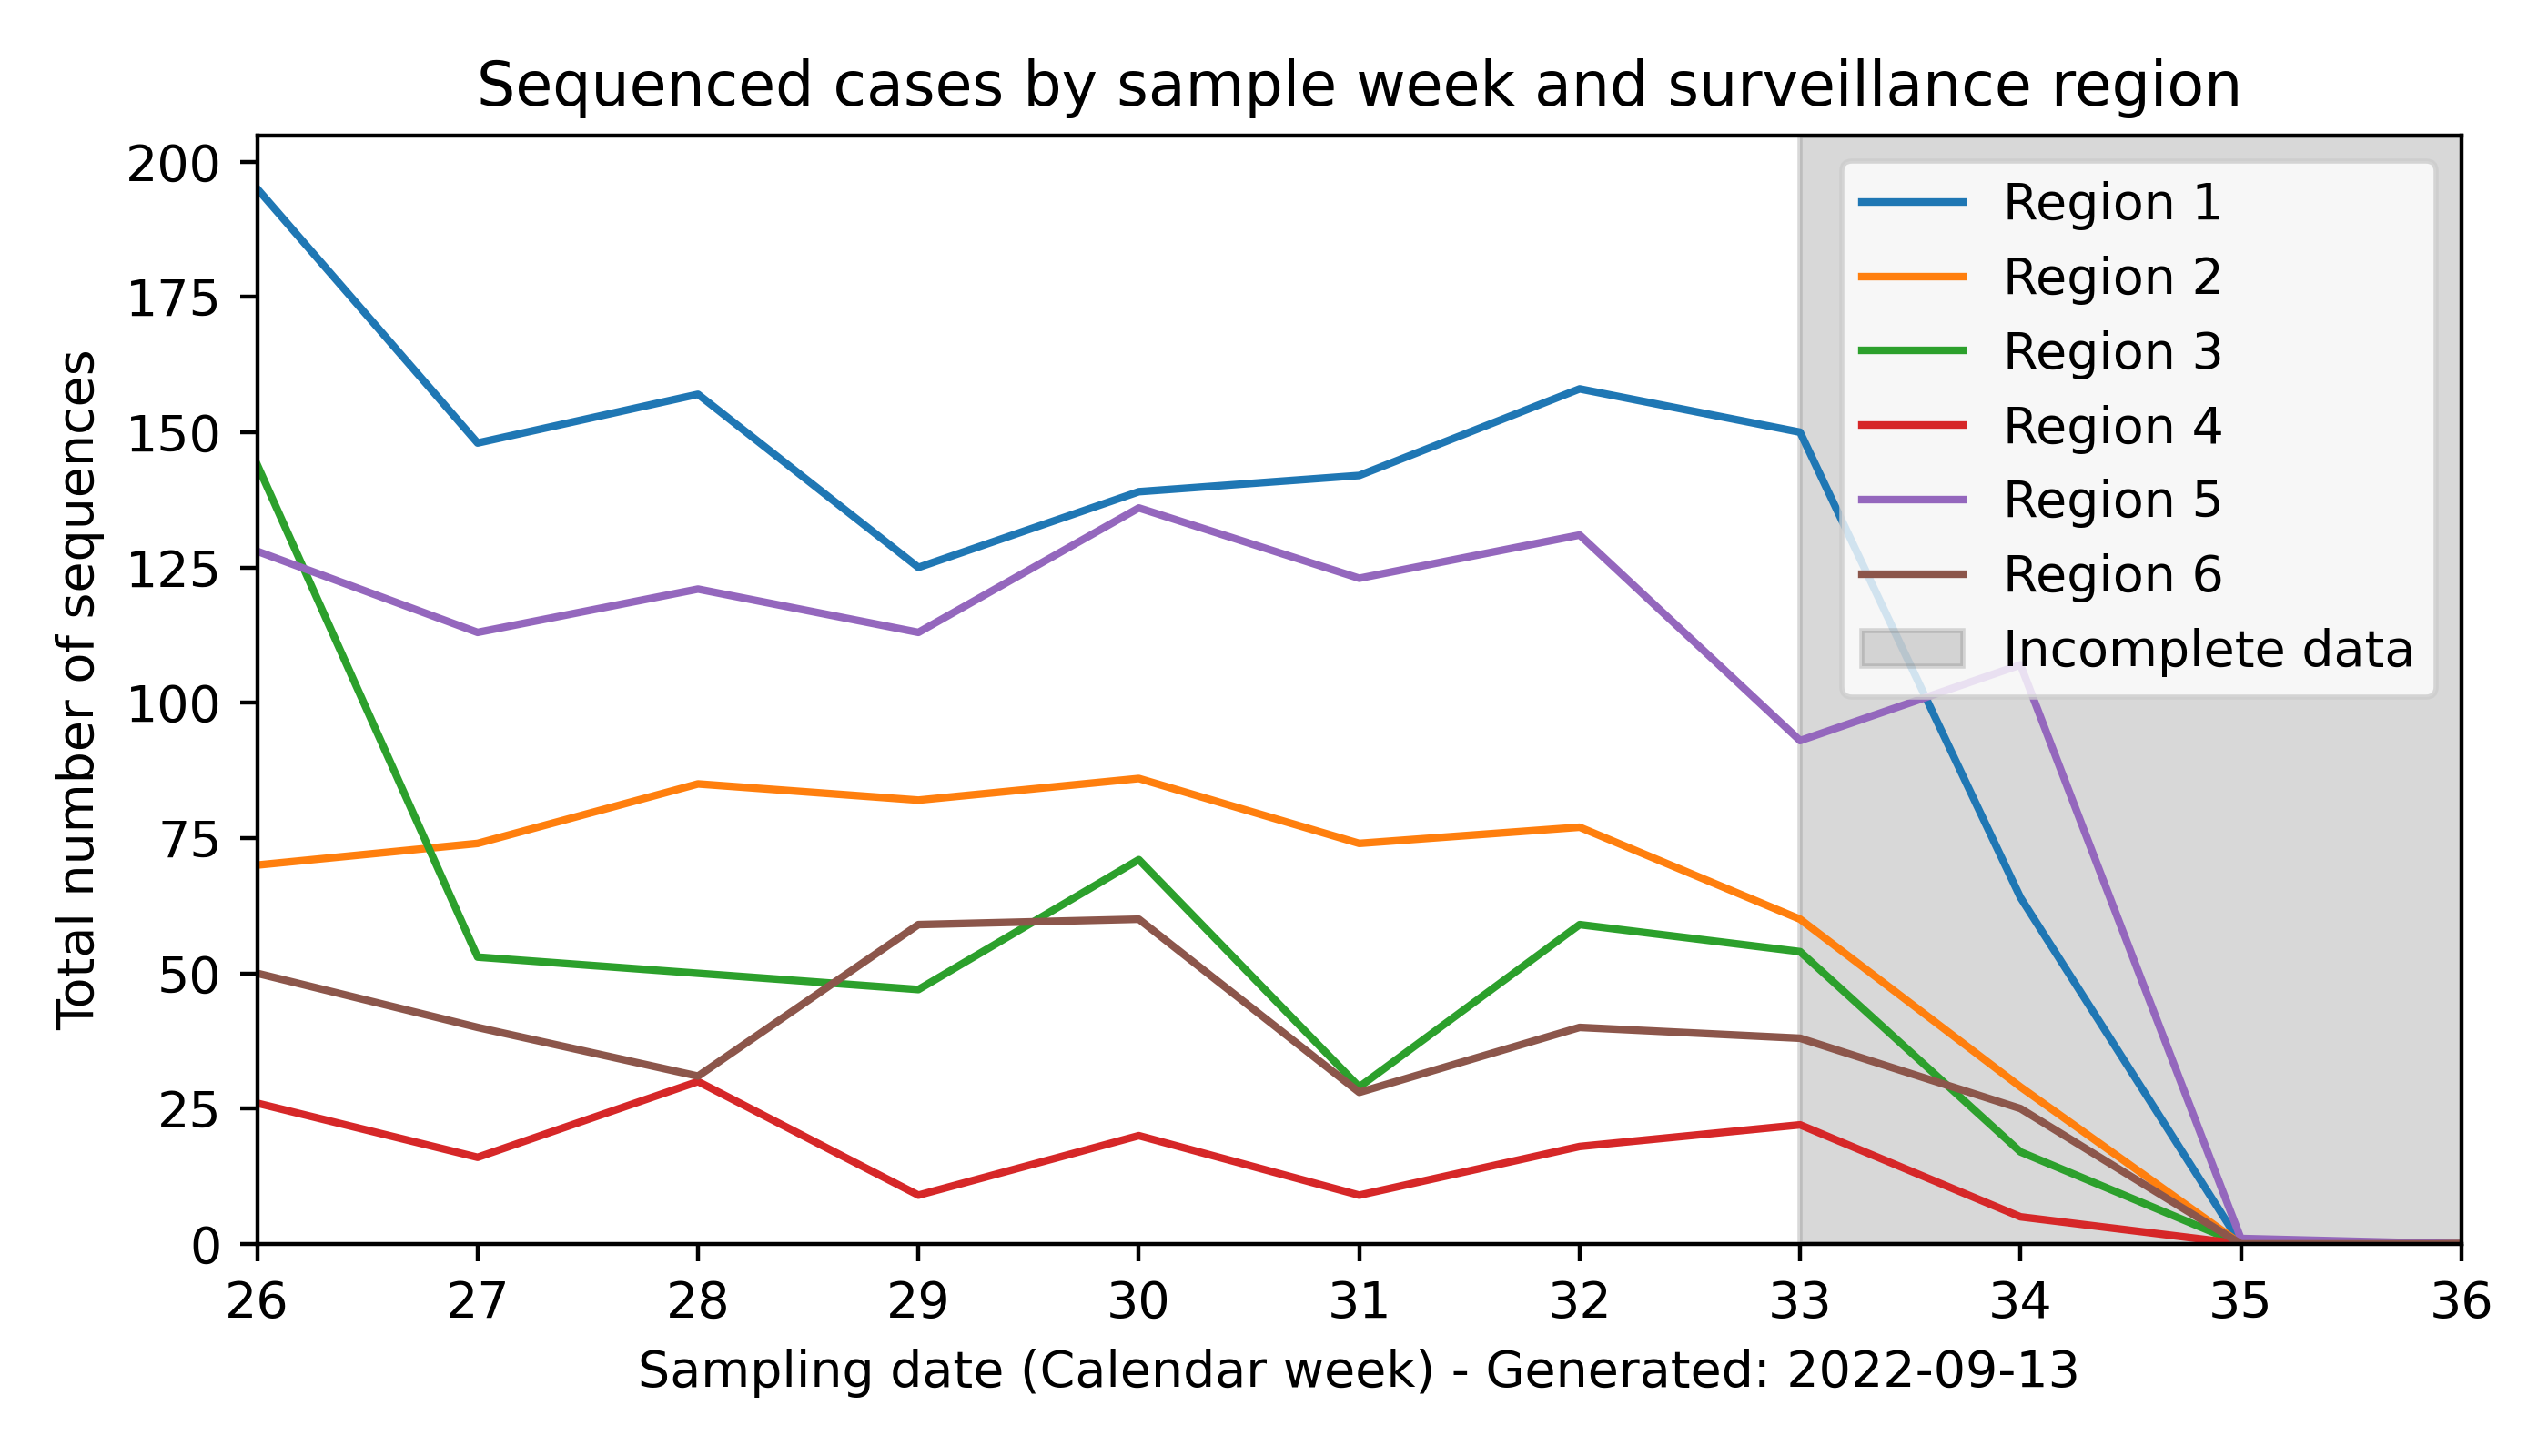 Sequenced cases by sample week and surveillance region
Total number of sequences
200
175
150
125
100
75
50
25
0
Region 1
Region 2
Region 3
Region 4
Region 5
Region 6
Incomplete data
26 27 28 29 30 31 32 33 34 35 36
Sampling date (Calendar week) - Generated: 2022-09-13